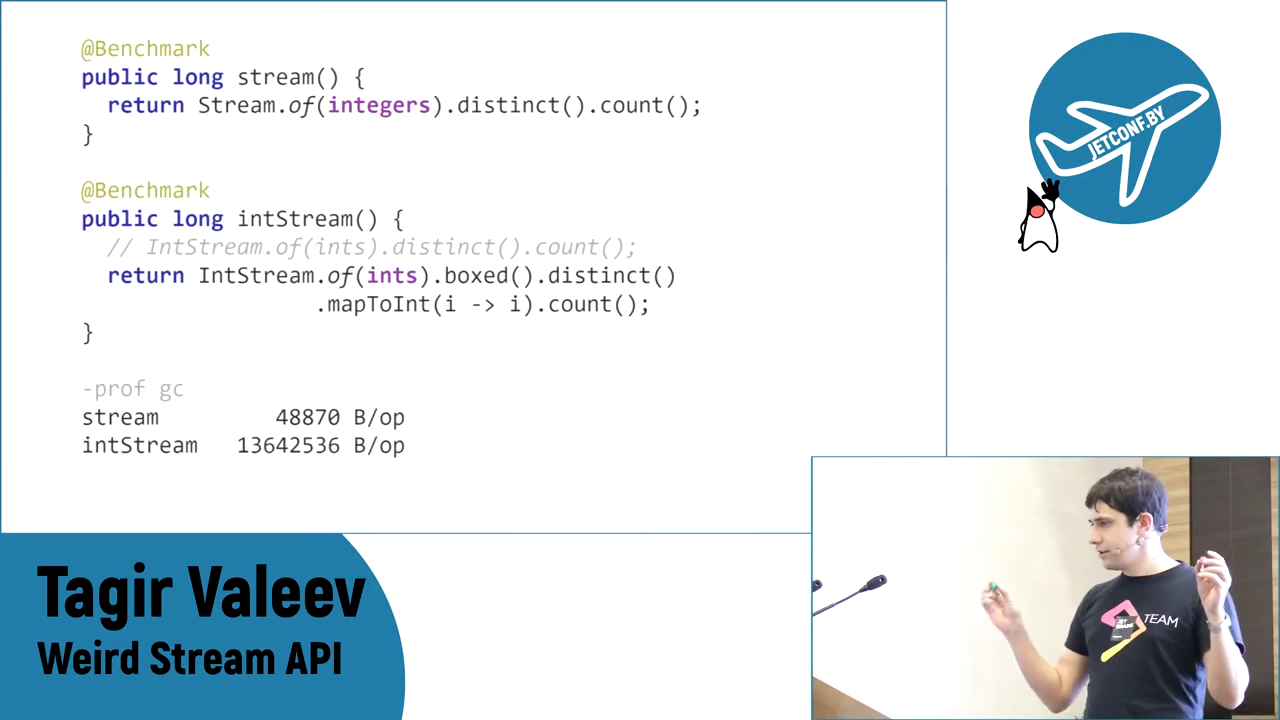 @Benchmark
public long stream() {
return Stream.of(integers).distinct().count();
}
@Benchmark
public long intStream() {
// IntStream.of(ints).distinct().count();
return IntStream.of(ints).boxed().distinct()
.mapToInt(i -> i).count();
}
-prof gc
stream 48870 B/op
intStream 13642536 B/op
JETCONF.BY
Tagir Valeev
Weird Stream API
TEAM